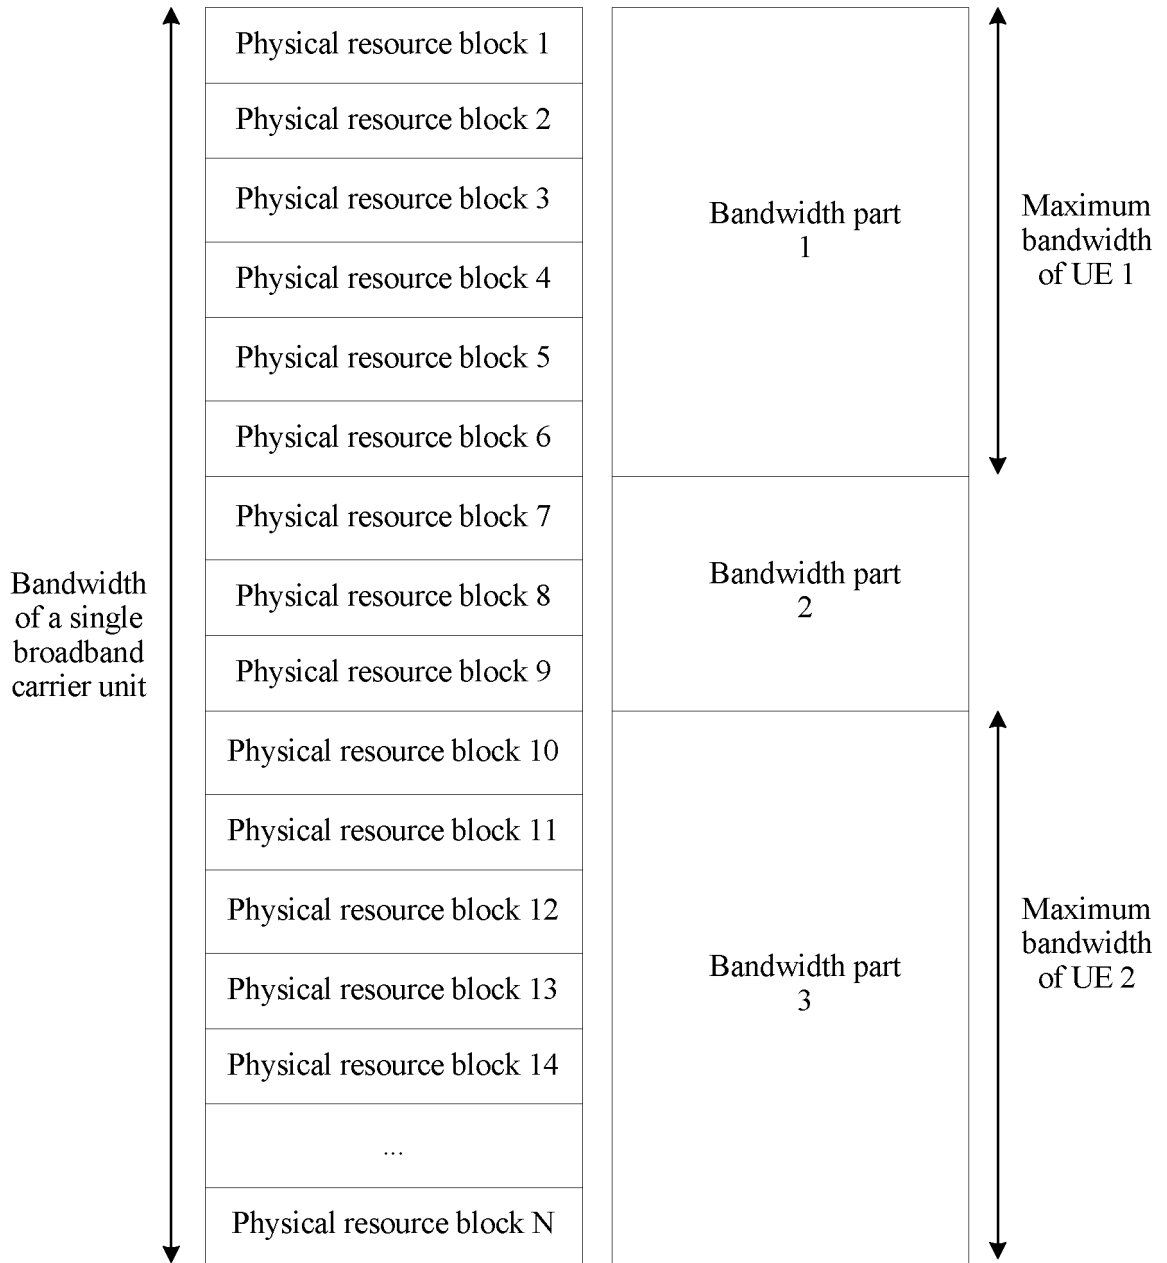 Bandwidth
of a single
broadband
carrier unit
Physical resource block 1
Physical resource block 2
Physical resource block 3
Physical resource block 4
Physical resource block 5
Physical resource block 6
Physical resource block 7
Physical resource block 8
Physical resource block 9
Physical resource block 10
Physical resource block 11
Physical resource block 12
Physical resource block 13
Physical resource block 14
...
Physical resource block N
Bandwidth part
1
Bandwidth part
2
Bandwidth part
3
Maximum
bandwidth
of UE 1
Maximum
bandwidth
of UE 2